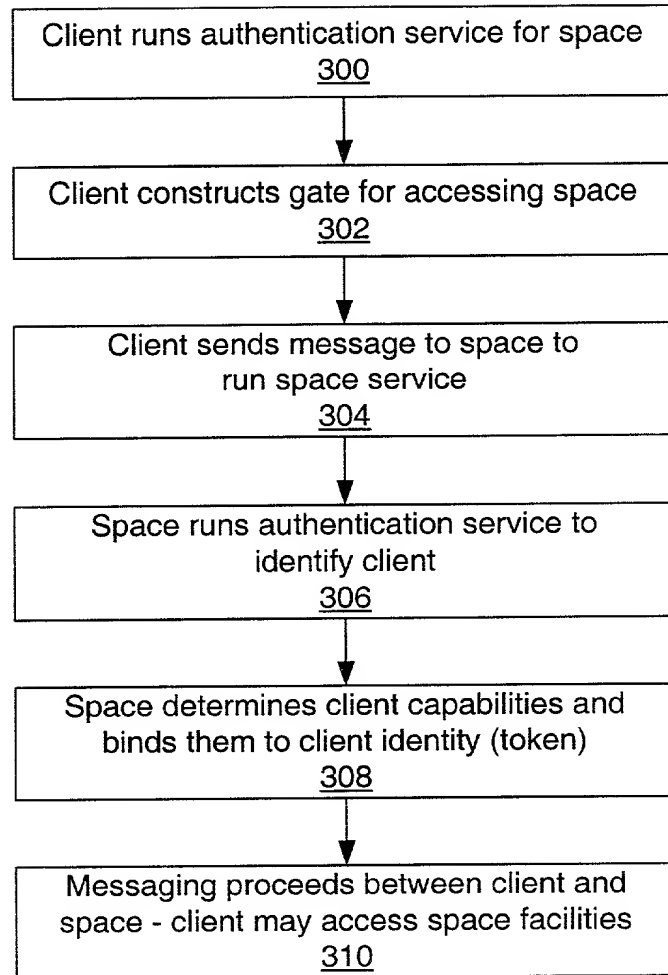 Client runs authentication service for space
300
Client constructs gate for accessing space
302
Client sends message to space to
run space service
304
Space runs authentication service to
identify client
306
Space determines client capabilities and
binds them to client identity (token)
308
Messaging proceeds between client and
space - client may access space facilities
310